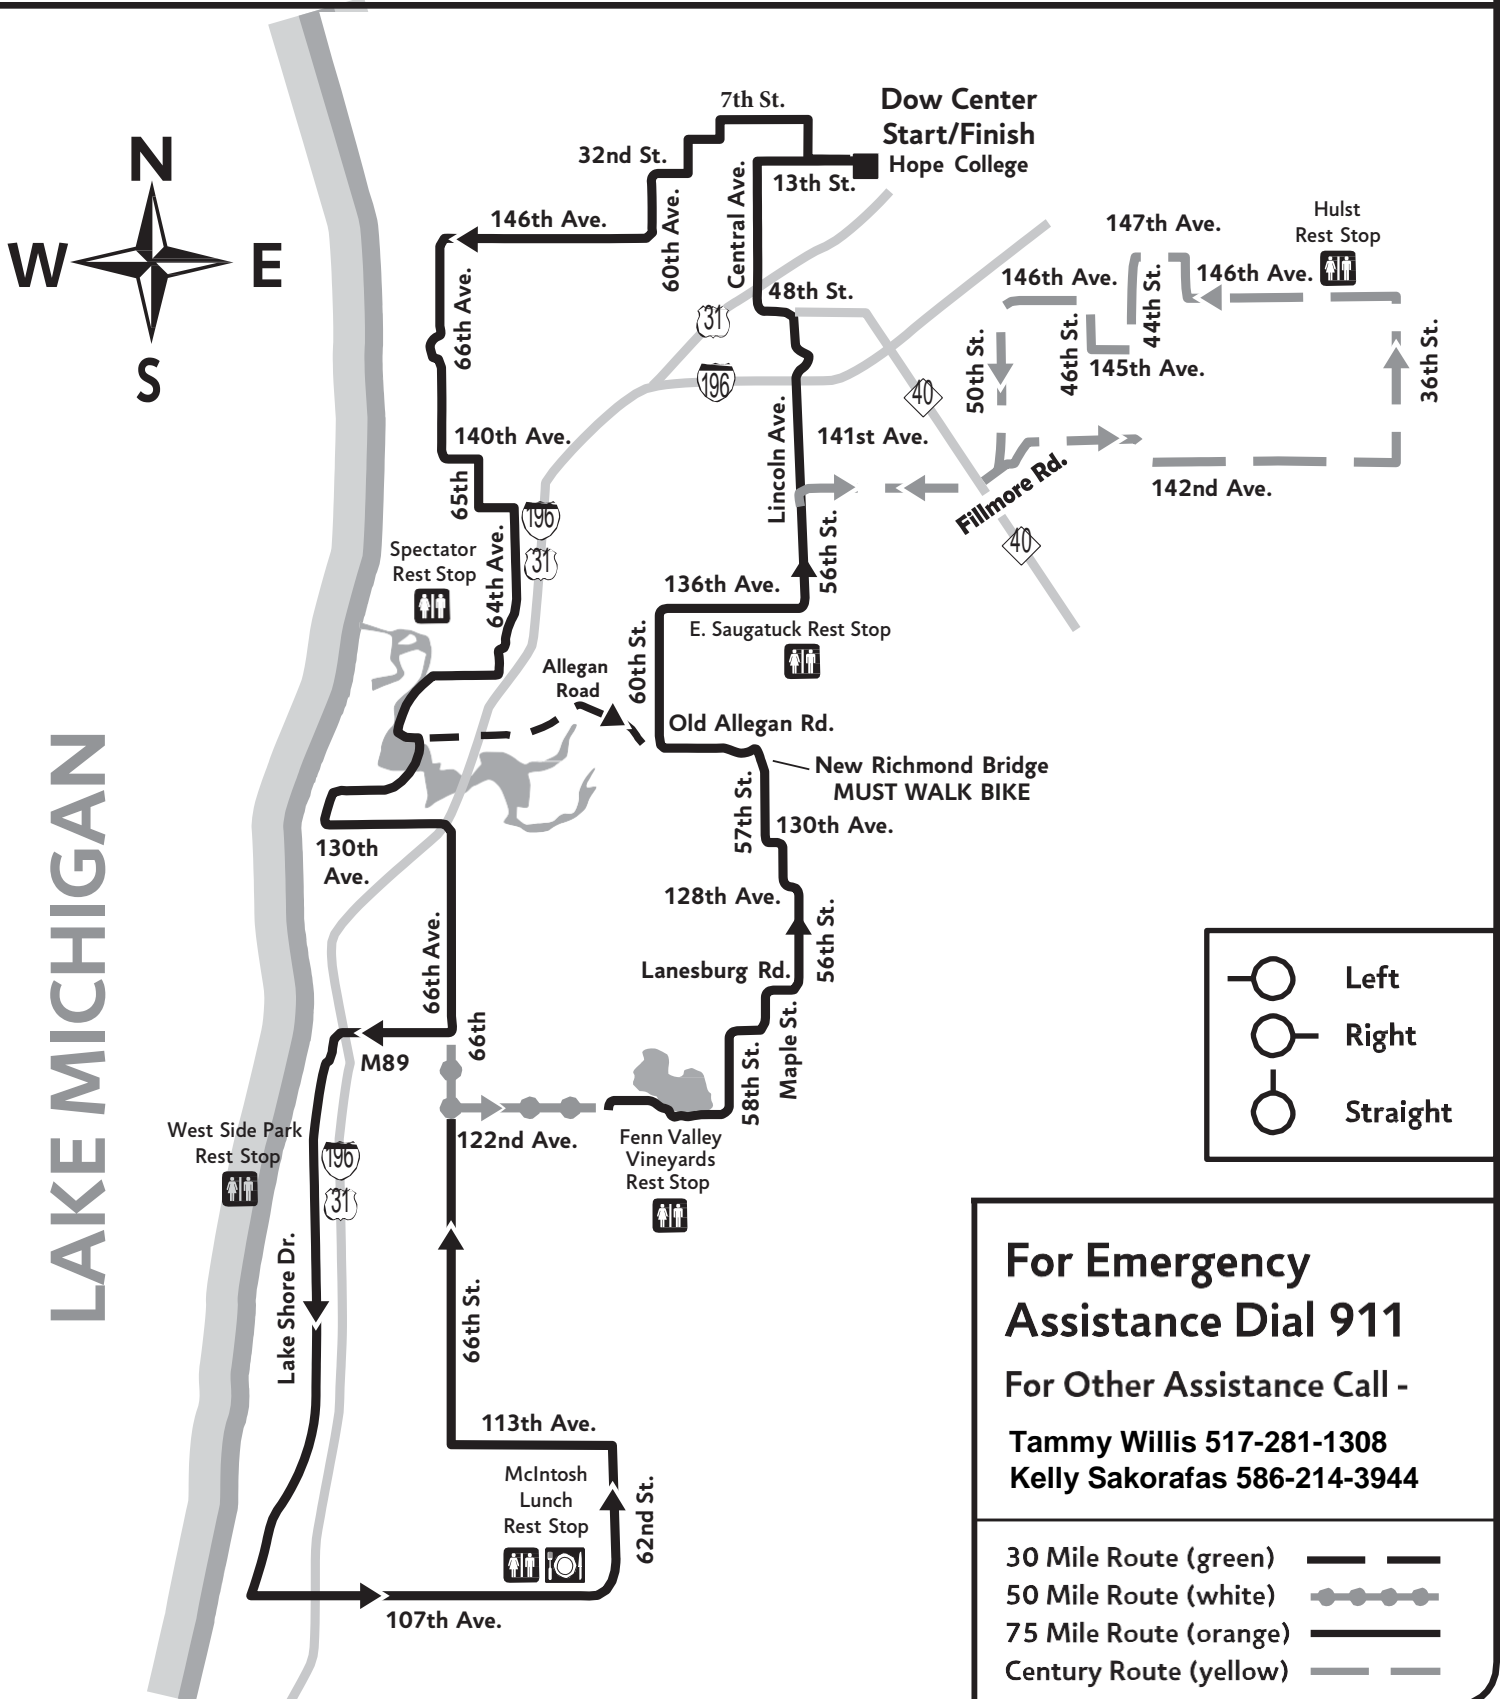 7th St.
Dow Center
Start/Finish
Hope College
32nd St.
13th St.
N
W
E
S
146th Ave.
60th Ave.
Central Ave.
66th Ave.
48th St.
31
196
40
147th Ave.
Hulst
Rest Stop
146th Ave.
146th Ave.
44th St.
46th St.
145th Ave.
50th St.
36th St.
140th Ave.
65th
Lincoln Ave.
141st Ave.
142nd Ave.
Fillmore Rd.
40
196
31
Spectator
Rest Stop
64th Ave.
56th St.
136th Ave.
E. Saugatuck Rest Stop
60th St.
Allegan
Road
Old Allegan Rd.
New Richmond Bridge
MUST WALK BIKE
57th St.
130th Ave.
130th
Ave.
128th Ave.
66th Ave.
56th St.
Lanesburg Rd.
LAKE MICHIGAN
M89
66th
Maple St.
58th St.
West Side Park
Rest Stop
196
31
122nd Ave.
Fenn Valley
Vineyards
Rest Stop
Lake Shore Dr.
66th St.
113th Ave.
McIntosh
Lunch
Rest Stop
62nd St.
107th Ave.
Left
Right
Straight
For Emergency
Assistance Dial 911
For Other Assistance Call -
Tammy Willis 517-281-1308
Kelly Sakorafas 586-214-3944
30 Mile Route (green)
50 Mile Route (white)
75 Mile Route (orange)
Century Route (yellow)